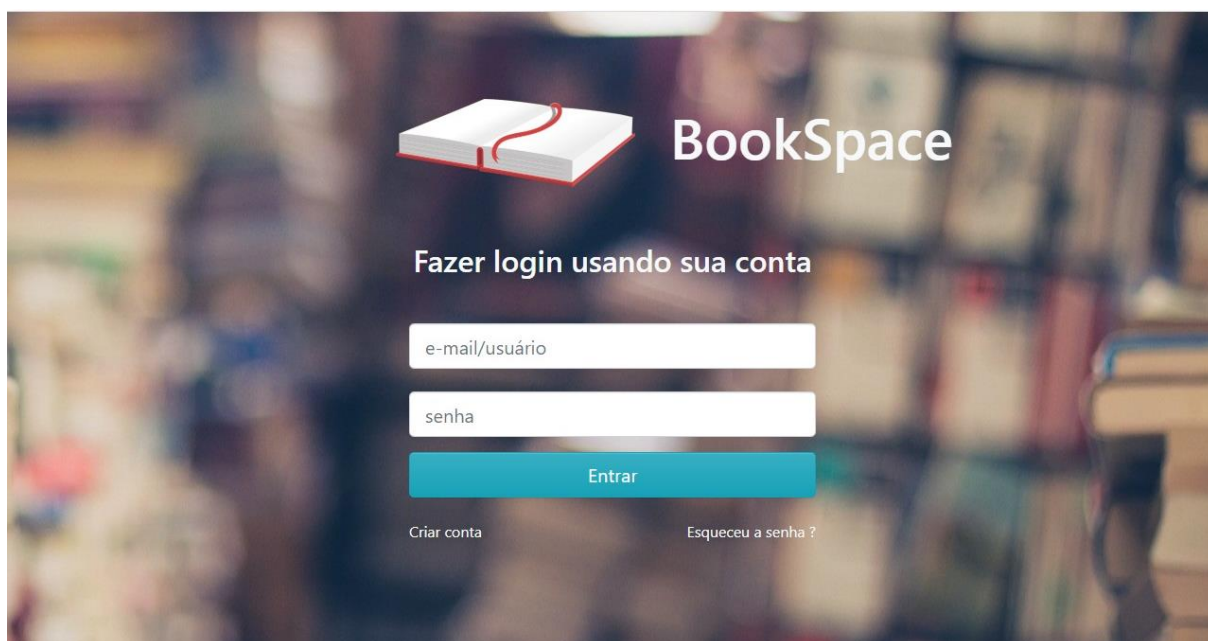 BookSpace
Fazer login usando sua conta
e-mail/usuário
senha
Entrar
Criar conta
Esqueceu a senha ?